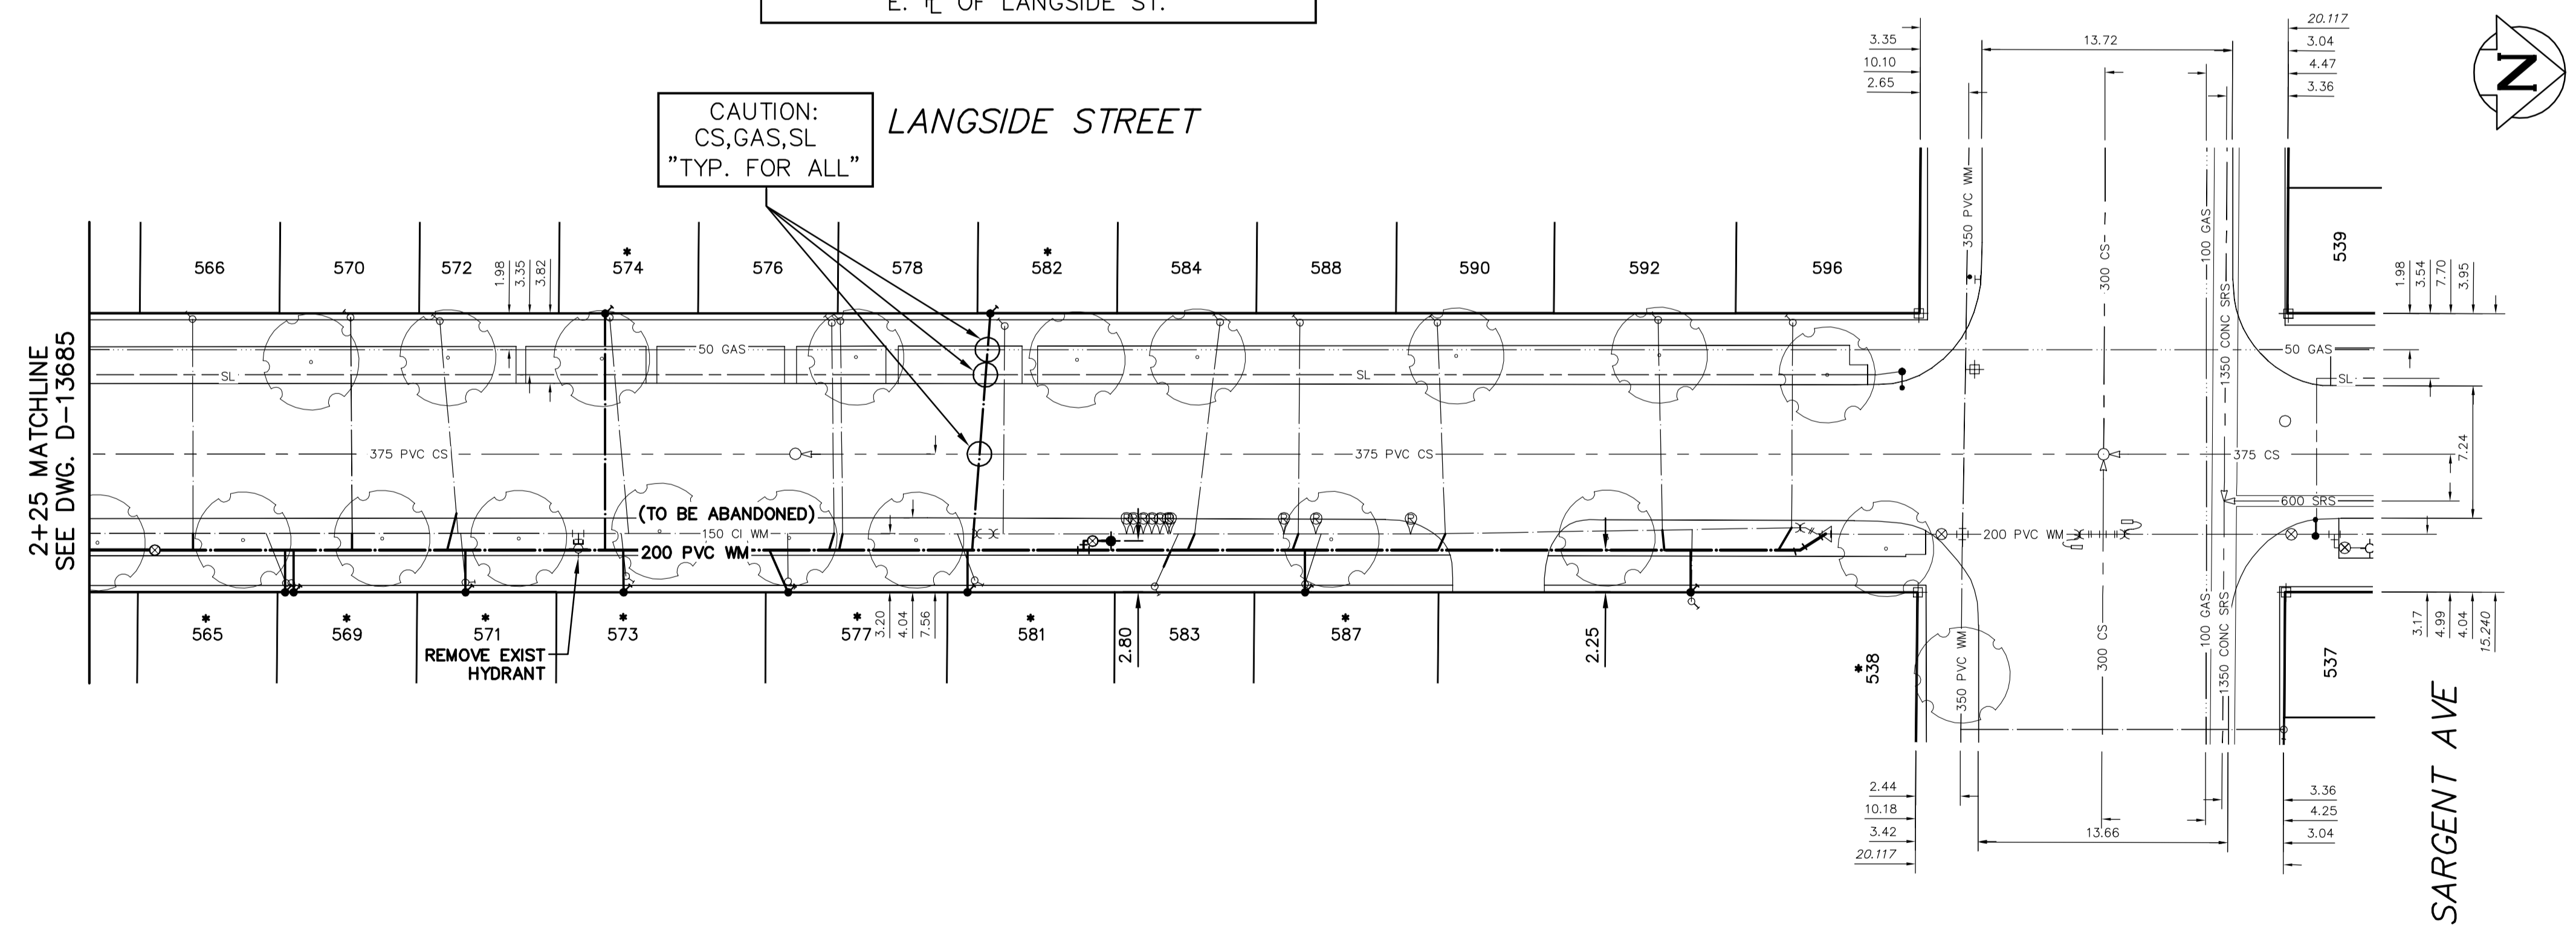 E. ℄ OF LANGSIDE ST.
CAUTION:
CS,GAS,SL
"TYP. FOR ALL"
LANGSIDE STREET
3.35
10.10
2.65
13.72
20.117
3.04
4.47
3.36
N
2+25 MATCHLINE
SEE DWG. D-13685
566
570
572
1.98
3.35
3.82
*
574
576
578
*
582
584
588
590
592
596
350 PVC WM
300 CS
100 GAS
1350 CONC SRS
539
1.98
3.54
7.70
3.95
50 GAS
50 GAS
SL
SL
SL
375 PVC CS
375 PVC CS
375 CS
7.24
600 SRS
(TO BE ABANDONED)
150 CI WM
200 PVC WM
R R R R R R R R R R
200 PVC WM
*
565
*
569
*
571
*
573
*
577
3.20
4.04
7.56
*
581
2.80
583
*
587
2.25
*
538
350 PVC WM
300 CS
100 GAS
1350 CONC SRS
537
3.17
4.99
4.04
15.240
REMOVE EXIST
HYDRANT
2.44
10.18
3.42
20.117
13.66
3.36
4.25
3.04
SARGENT AVE